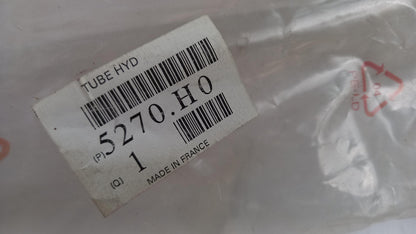 TUBE HYD
(P) 5270.H0
(Q) 1
MADE IN FRANCE